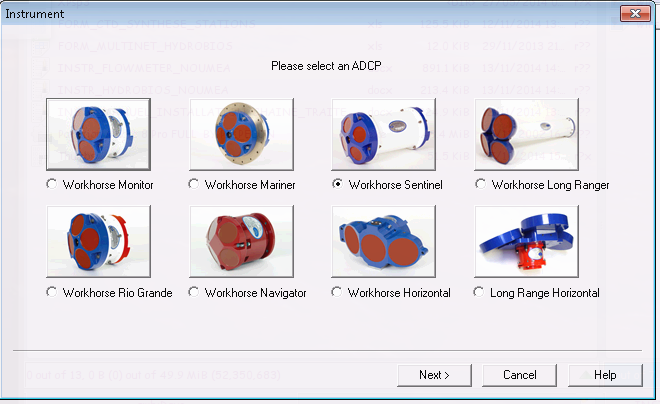 Instrument
Please select an ADCP
Workhorse Monitor
Workhorse Mariner
Workhorse Sentinel
Workhorse Long Ranger
Workhorse Rio Grande
Workhorse Navigator
Workhorse Horizontal
Long Range Horizontal
Next >
Cancel
Help